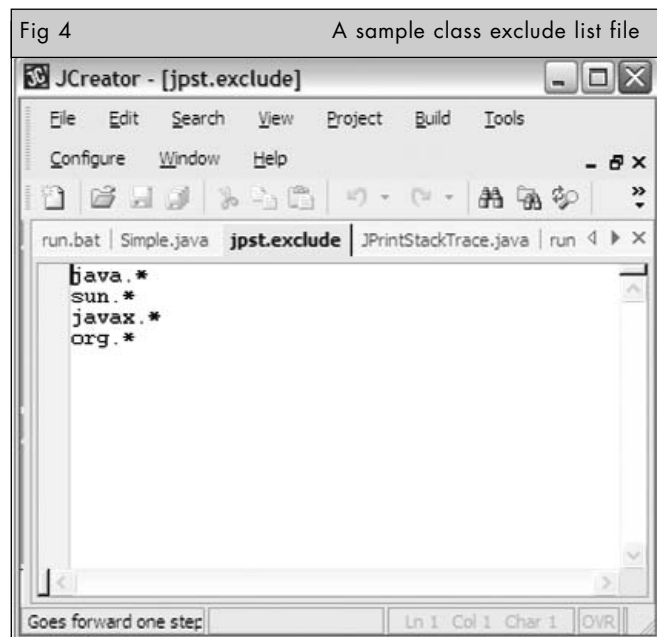 Fig 4 A sample class exclude list file
JCreator - [jpst.exclude]
File Edit Search View Project Build Tools
Configure Window Help
run.bat Simple.java jpst.exclude JPrintStackTrace.java run
java.*
sun.*
javax.*
org.*
Goes forward one step Ln 1 Col 1 Char 1 OVR